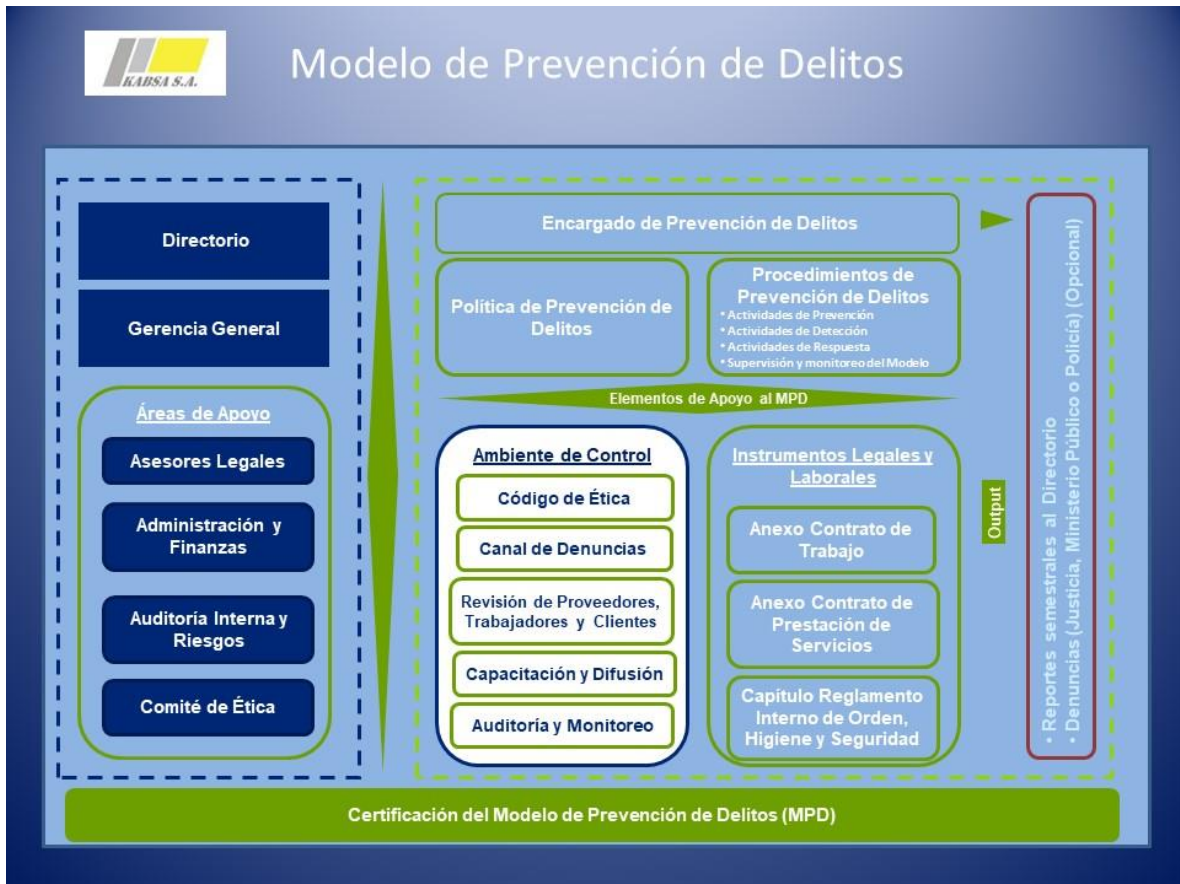 KABSA S.A.
Modelo de Prevención de Delitos
Directorio
Gerencia General
Áreas de Apoyo
Asesores Legales
Administración y
Finanzas
Auditoría Interna y
Riesgos
Comité de Ética
Encargado de Prevención de Delitos
Política de Prevención de
Delitos
Procedimientos de
Prevención de Delitos
• Actividades de Prevención
• Actividades de Detección
• Actividades de Respuesta
• Supervisión y monitoreo del Modelo
Elementos de Apoyo al MPD
Ambiente de Control
Código de Ética
Canal de Denuncias
Revisión de Proveedores,
Trabajadores y Clientes
Capacitación y Difusión
Auditoría y Monitoreo
Instrumentos Legales y
Laborales
Anexo Contrato de
Trabajo
Anexo Contrato de
Prestación de
Servicios
Capitulo Reglamento
Interno de Orden,
Higiene y Seguridad
Output
• Reportes semestrales al Directorio
• Denuncias (Justicia, Ministerio Público o Policía) (Opcional)
Certificación del Modelo de Prevención de Delitos (MPD)